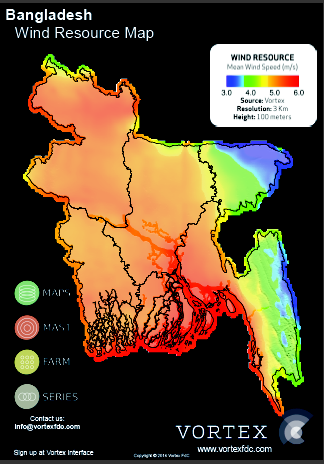 Bangladesh
Wind Resource Map
WIND RESOURCE
Mean Wind Speed (m/s)
3.0 4.0 5.0 6.0
Source: Vortex
Resolution: 3 Km
Height: 100 meters
MAPS
MAST
FARM
SERIES
Contact us:
info@vortexfdc.com
Sign up at Vortex Interface
Copyright © 2016 Vortex FdC
VORTEX
www.vortexfdc.com